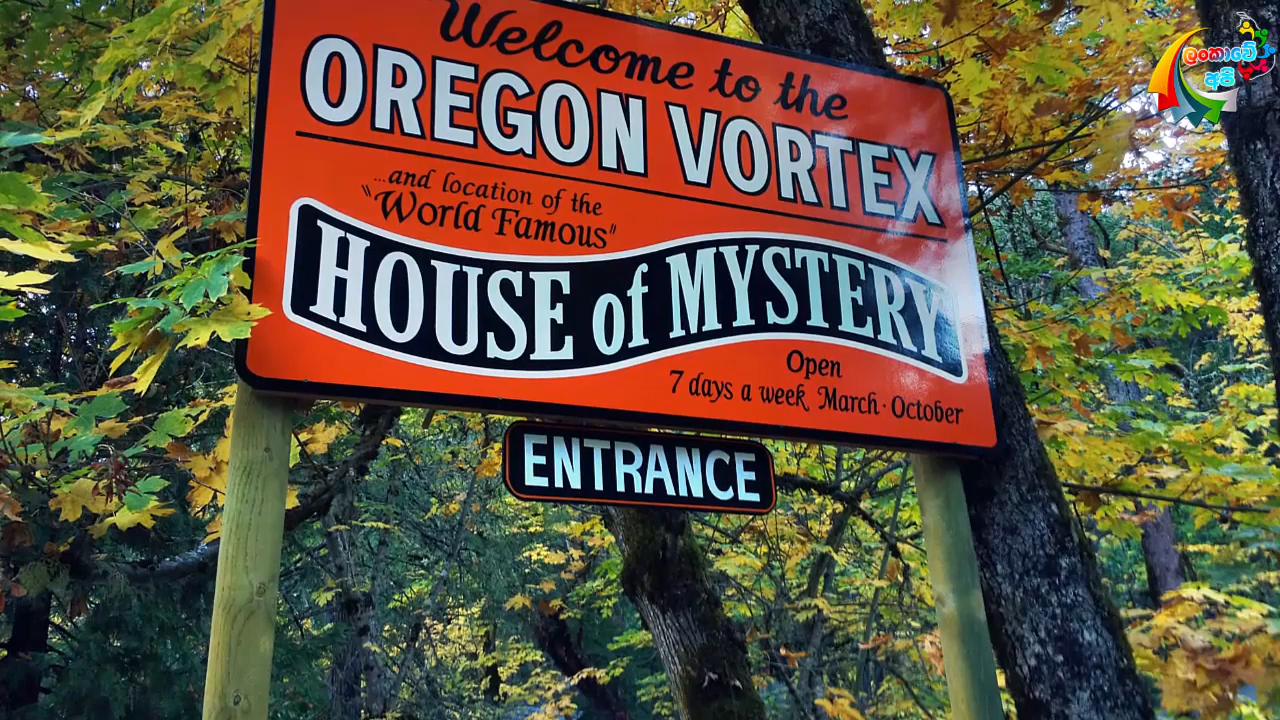 Welcome to the
OREGON VORTEX
...and location of the
"World Famous"
HOUSE of MYSTERY
Open
7 days a week March · October
ENTRANCE
ලංකාවේ
අපි